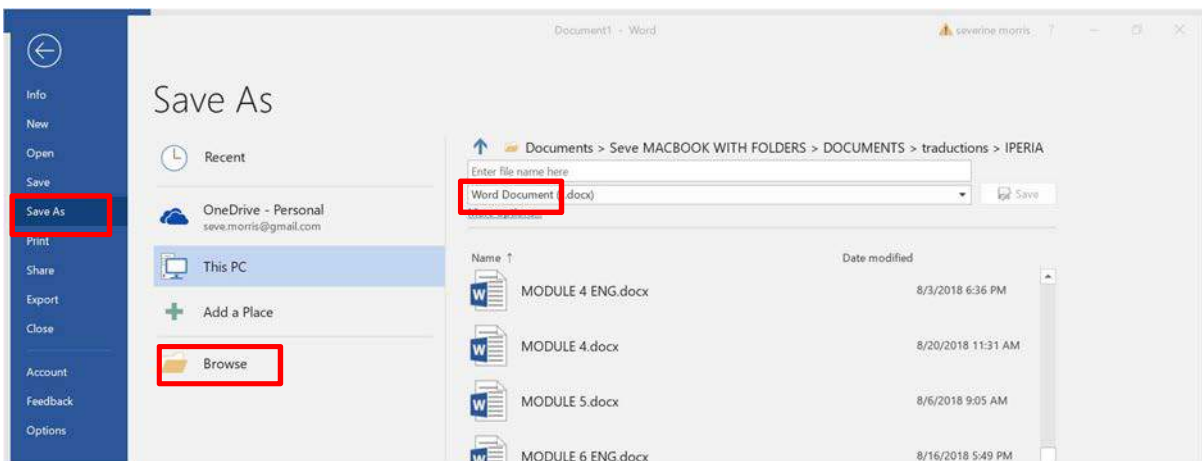 Document1 - Word
severine morris ?
Info
New
Open
Save
Save As
Print
Share
Export
Close
Account
Feedback
Options
Save As
Recent
OneDrive - Personal
seve.morris@gmail.com
This PC
Add a Place
Browse
Documents > Seve MACBOOK WITH FOLDERS > DOCUMENTS > traductions > IPERIA
Enter file name here
Word Document (.docx)
Save
Name ↑ Date modified
MODULE 4 ENG.docx 8/3/2018 6:36 PM
MODULE 4.docx 8/20/2018 11:31 AM
MODULE 5.docx 8/6/2018 9:05 AM
MODULE 6 ENG.docx 8/16/2018 5:49 PM